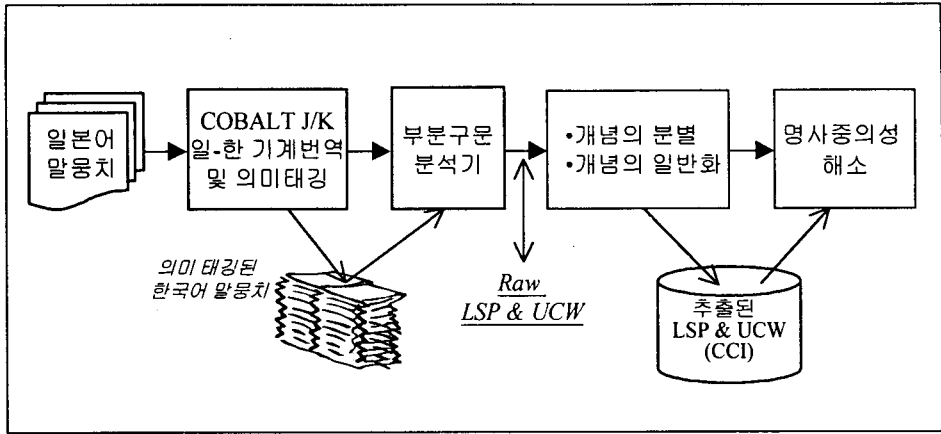 일본어
말뭉치
COBALT J/K
일-한 기계번역
및 의미태깅
부분구문
분석기
•개념의 분별
•개념의 일반화
명사중의성
해소
의미 태깅된
한국어 말뭉치
Raw
LSP & UCW
추출된
LSP & UCW
(CCI)